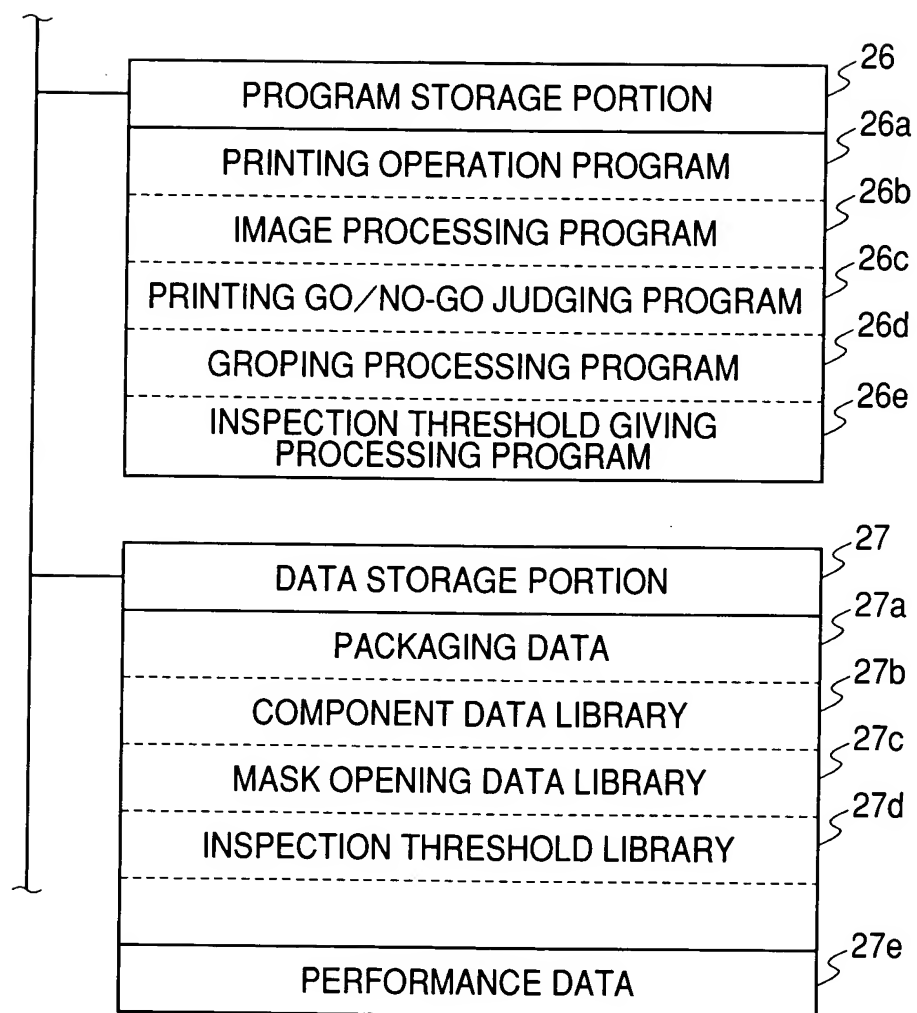 26
PROGRAM STORAGE PORTION
26a
PRINTING OPERATION PROGRAM
26b
IMAGE PROCESSING PROGRAM
26c
PRINTING GO/NO-GO JUDGING PROGRAM
26d
GROPING PROCESSING PROGRAM
26e
INSPECTION THRESHOLD GIVING
PROCESSING PROGRAM
27
DATA STORAGE PORTION
27a
PACKAGING DATA
27b
COMPONENT DATA LIBRARY
27c
MASK OPENING DATA LIBRARY
27d
INSPECTION THRESHOLD LIBRARY
27e
PERFORMANCE DATA